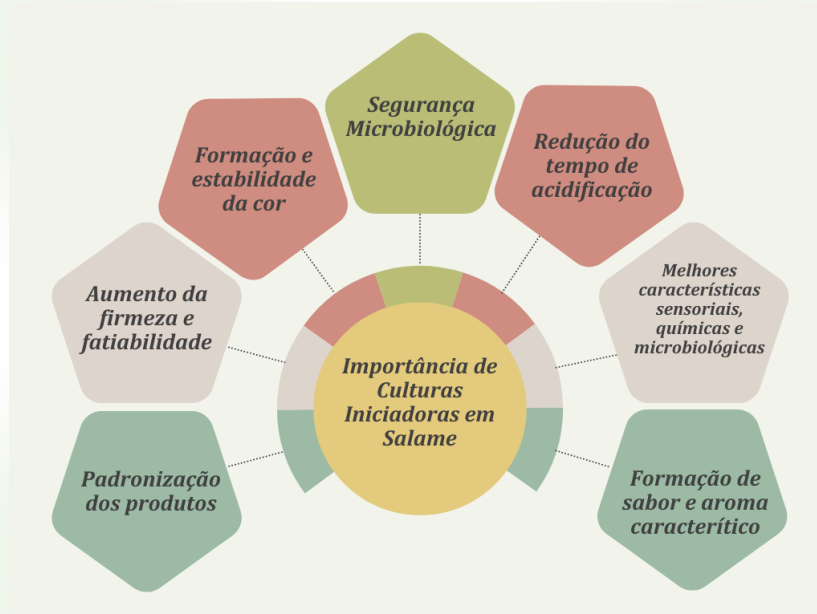 Segurança
Microbiológica
Formação e
estabilidade
da cor
Redução do
tempo de
acidificação
Aumento da
firmeza e
fatiabilidade
Melhores
características
sensoriais,
químicas e
microbiológicas
Importância de
Culturas
Iniciadoras em
Salame
Padronização
dos produtos
Formação de
sabor e aroma
caracterítico